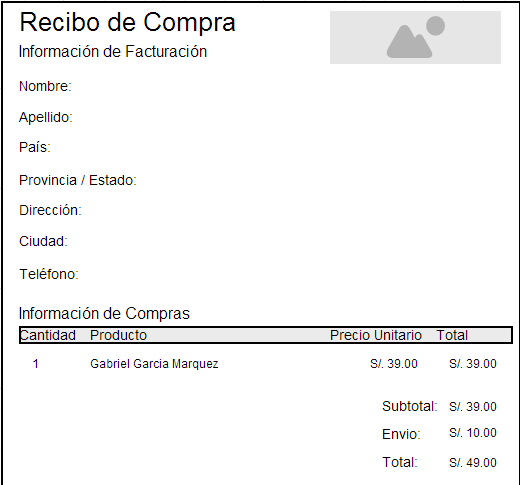 Recibo de Compra
Información de Facturación
Nombre:
Apellido:
País:
Provincia / Estado:
Dirección:
Ciudad:
Teléfono:
Información de Compras
Cantidad Producto Precio Unitario Total
1 Gabriel Garcia Marquez S/. 39.00 S/. 39.00
Subtotal: S/. 39.00
Envio: S/. 10.00
Total: S/. 49.00